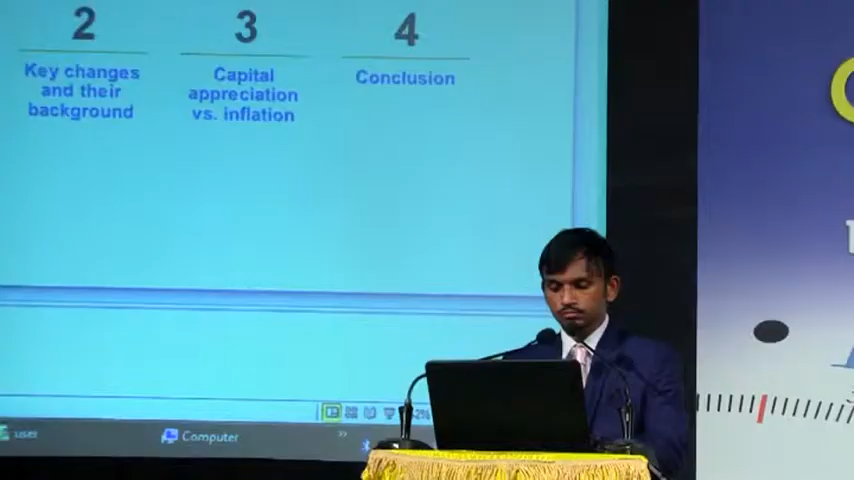 2
3
4
Key changes
and their
background
Capital
appreciation
vs. inflation
Conclusion
user
Computer